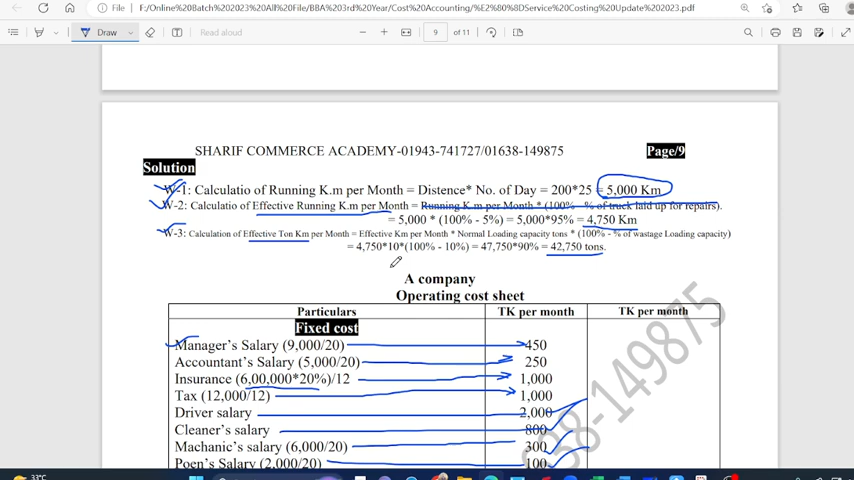 File
F:/Online%20Batch%202023%20All%20File/BBA%203rd%20Year/Cost%20Accounting/%E2%80%8DService%20Costing%20Update%202023.pdf
Draw
Read aloud
9 of 11
SHARIF COMMERCE ACADEMY-01943-741727/01638-149875
Page/9
Solution
W-1: Calculatio of Running K.m per Month = Distence* No. of Day = 200*25 = 5,000 Km
W-2: Calculatio of Effective Running K.m per Month = Running K.m per Month * (100% - % of truck laid up for repairs).
= 5,000 * (100% - 5%) = 5,000*95% = 4,750 Km
W-3: Calculation of Effective Ton Km per Month = Effective Km per Month * Normal Loading capacity tons * (100% - % of wastage Loading capacity)
= 4,750*10*(100% - 10%) = 47,750*90% = 42,750 tons.
A company
Operating cost sheet
Particulars TK per month TK per month
Fixed cost
Manager's Salary (9,000/20) 450
Accountant's Salary (5,000/20) 250
Insurance (6,00,000*20%)/12 1,000
Tax (12,000/12) 1,000
Driver salary 2,000
Cleaner's salary 800
Machanic's salary (6,000/20) 300
Poen's Salary (2,000/20) 100
38-149875
33°C